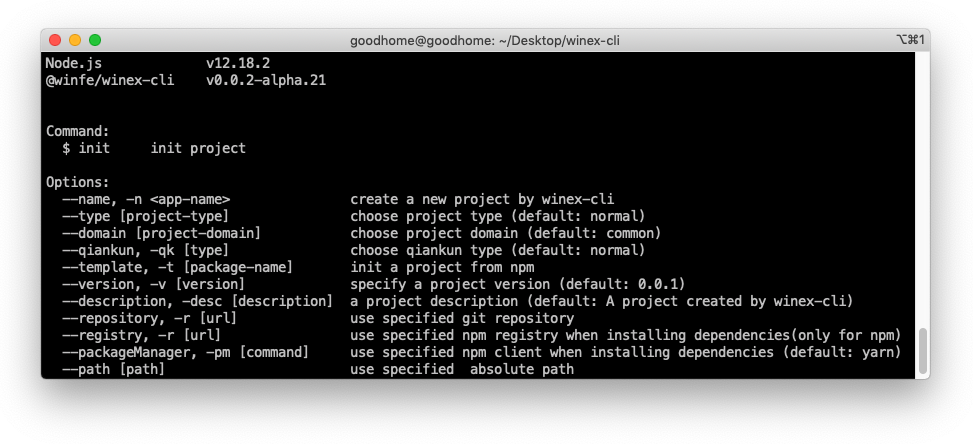 goodhome@goodhome: ~/Desktop/winex-cli ⌥⌘1
Node.js v12.18.2
@winfe/winex-cli v0.0.2-alpha.21
Command:
$ init init project
Options:
--name, -n <app-name> create a new project by winex-cli
--type [project-type] choose project type (default: normal)
--domain [project-domain] choose project domain (default: common)
--qiankun, -qk [type] choose qiankun type (default: normal)
--template, -t [package-name] init a project from npm
--version, -v [version] specify a project version (default: 0.0.1)
--description, -desc [description] a project description (default: A project created by winex-cli)
--repository, -r [url] use specified git repository
--registry, -r [url] use specified npm registry when installing dependencies(only for npm)
--packageManager, -pm [command] use specified npm client when installing dependencies (default: yarn)
--path [path] use specified  absolute path